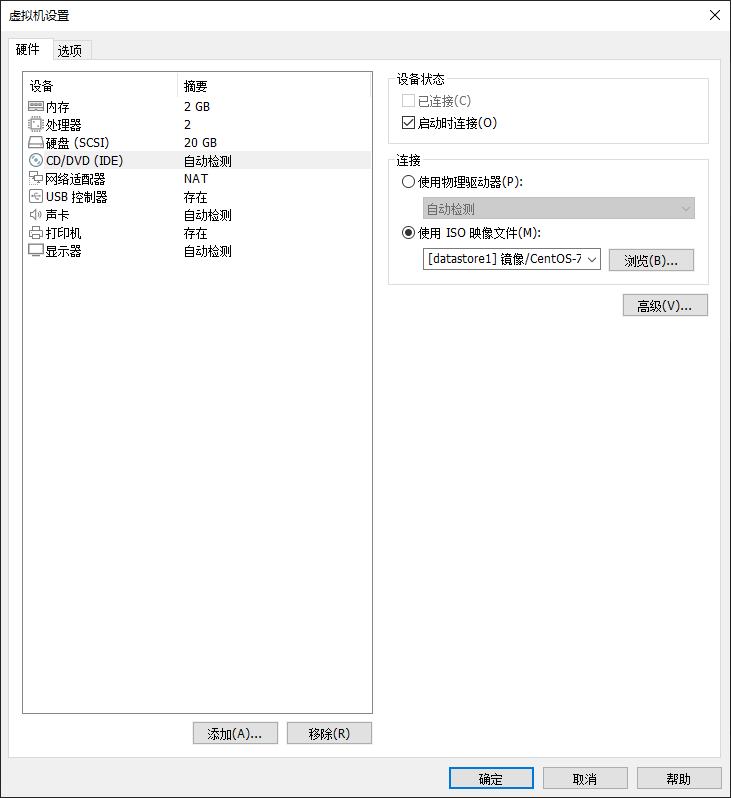 虚拟机设置
硬件 选项
设备 摘要
内存 2 GB
处理器 2
硬盘 (SCSI) 20 GB
CD/DVD (IDE) 自动检测
网络适配器 NAT
USB 控制器 存在
声卡 自动检测
打印机 存在
显示器 自动检测
添加(A)... 移除(R)
设备状态
已连接(C)
启动时连接(O)
连接
使用物理驱动器(P):
自动检测
使用 ISO 映像文件(M):
[datastore1] 镜像/CentOS-7 浏览(B)...
高级(V)...
确定 取消 帮助